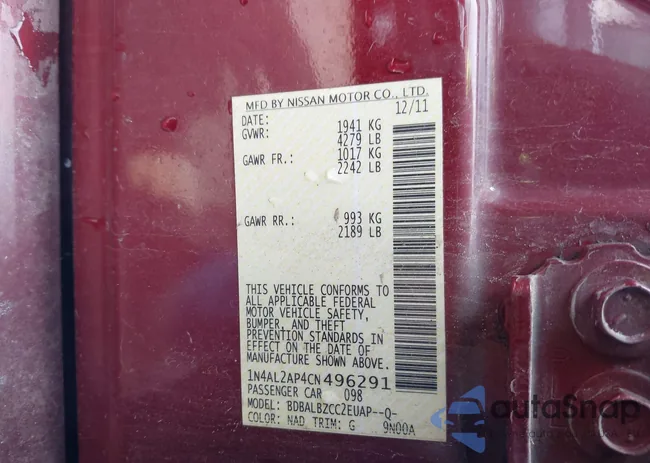 MFD BY NISSAN MOTOR CO., LTD.
DATE: 12/11
GVWR: 1941 KG
4279 LB
GAWR FR.: 1017 KG
2242 LB
GAWR RR.: 993 KG
2189 LB
THIS VEHICLE CONFORMS TO
ALL APPLICABLE FEDERAL
MOTOR VEHICLE SAFETY,
BUMPER, AND THEFT
PREVENTION STANDARDS IN
EFFECT ON THE DATE OF
MANUFACTURE SHOWN ABOVE.
1N4AL2AP4CN496291
PASSENGER CAR 098
MODEL: BDBALBZCC2EUAP--Q-
COLOR: NAD TRIM: G 9N00A
autoSnap